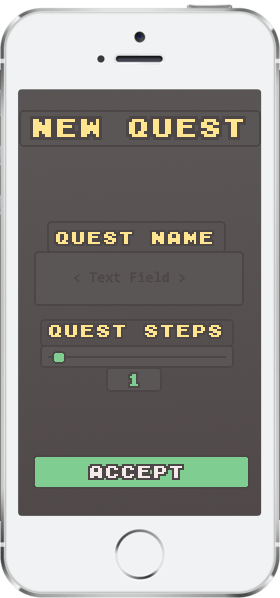 NEW QUEST
QUEST NAME
< Text Field >
QUEST STEPS
1
ACCEPT